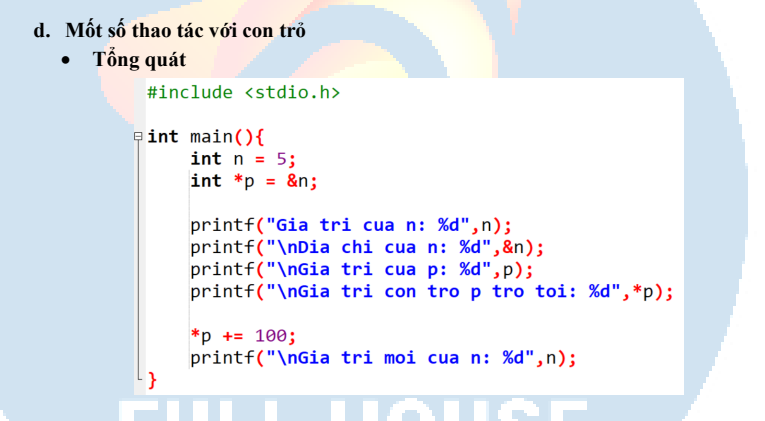 d. Mốt số thao tác với con trỏ
• Tổng quát
#include <stdio.h>
int main(){
    int n = 5;
    int *p = &n;
    printf("Gia tri cua n: %d",n);
    printf("\nDia chi cua n: %d",&n);
    printf("\nGia tri cua p: %d",p);
    printf("\nGia tri con tro p tro toi: %d",*p);
    *p += 100;
    printf("\nGia tri moi cua n: %d",n);
}
FULL HOUSE